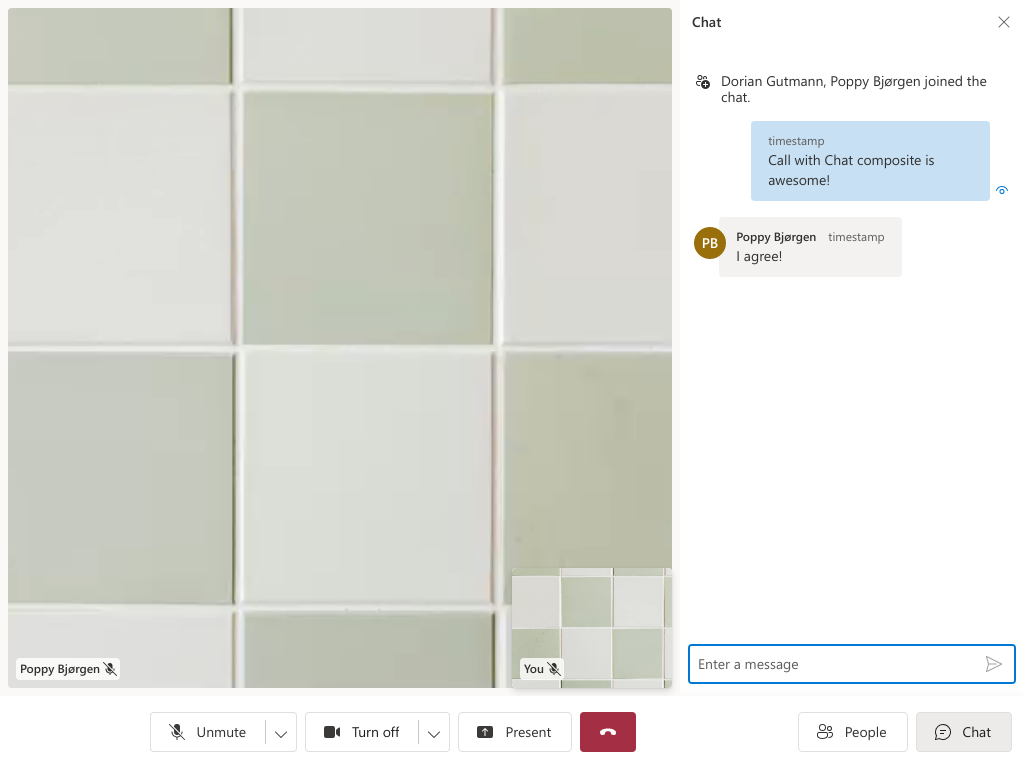 Chat
Dorian Gutmann, Poppy Bjørgen joined the
chat.
timestamp
Call with Chat composite is
awesome!
PB
Poppy Bjørgen timestamp
I agree!
Poppy Bjørgen
You
Enter a message
Unmute
Turn off
Present
People
Chat